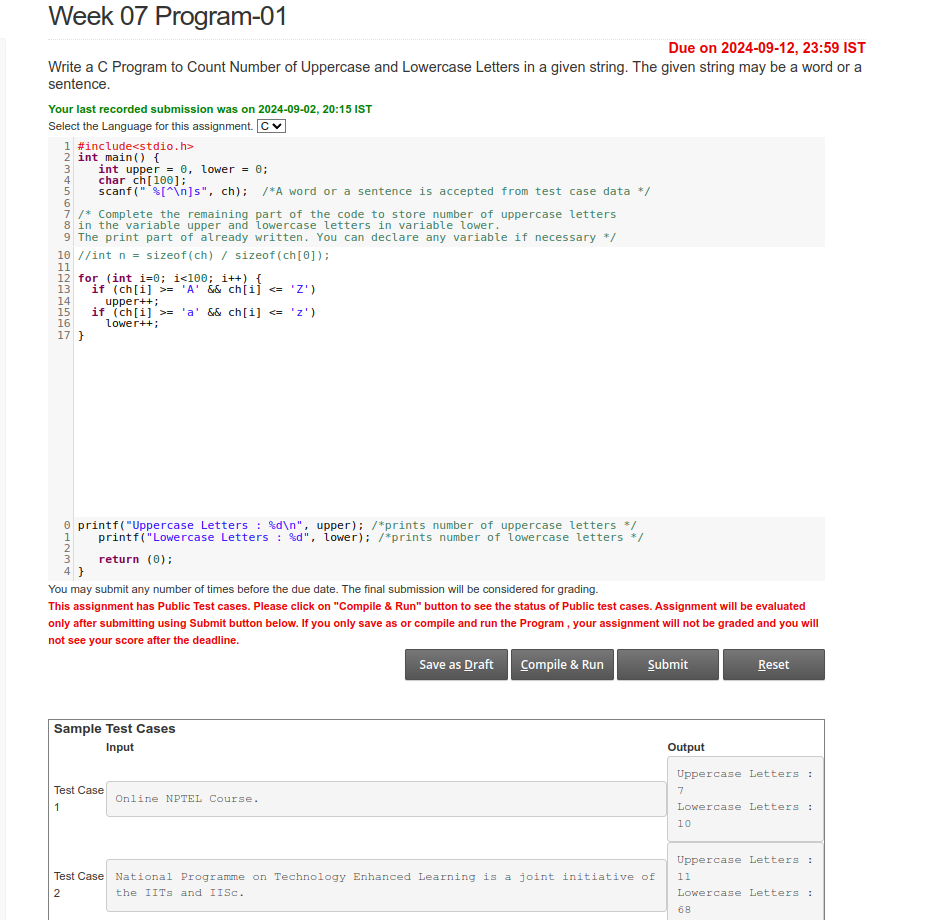 Week 07 Program-01
Due on 2024-09-12, 23:59 IST
Write a C Program to Count Number of Uppercase and Lowercase Letters in a given string. The given string may be a word or a
sentence.
Your last recorded submission was on 2024-09-02, 20:15 IST
Select the Language for this assignment. C
1 #include<stdio.h>
2 int main() {
3    int upper = 0, lower = 0;
4    char ch[100];
5    scanf(" %[^\n]s", ch);  /*A word or a sentence is accepted from test case data */
6
7 /* Complete the remaining part of the code to store number of uppercase letters
8 in the variable upper and lowercase letters in variable lower.
9 The print part of already written. You can declare any variable if necessary */
10 //int n = sizeof(ch) / sizeof(ch[0]);
11
12 for (int i=0; i<100; i++) {
13   if (ch[i] >= 'A' && ch[i] <= 'Z')
14     upper++;
15   if (ch[i] >= 'a' && ch[i] <= 'z')
16     lower++;
17 }
0 printf("Uppercase Letters : %d\n", upper); /*prints number of uppercase letters */
1    printf("Lowercase Letters : %d", lower); /*prints number of lowercase letters */
2
3    return (0);
4 }
You may submit any number of times before the due date. The final submission will be considered for grading.
This assignment has Public Test cases. Please click on "Compile & Run" button to see the status of Public test cases. Assignment will be evaluated
only after submitting using Submit button below. If you only save as or compile and run the Program , your assignment will not be graded and you will
not see your score after the deadline.
Save as Draft Compile & Run Submit Reset
Sample Test Cases
Input Output
Test Case
1
Online NPTEL Course.
Uppercase Letters :
7
Lowercase Letters :
10
Test Case
2
National Programme on Technology Enhanced Learning is a joint initiative of
the IITs and IISc.
Uppercase Letters :
11
Lowercase Letters :
68